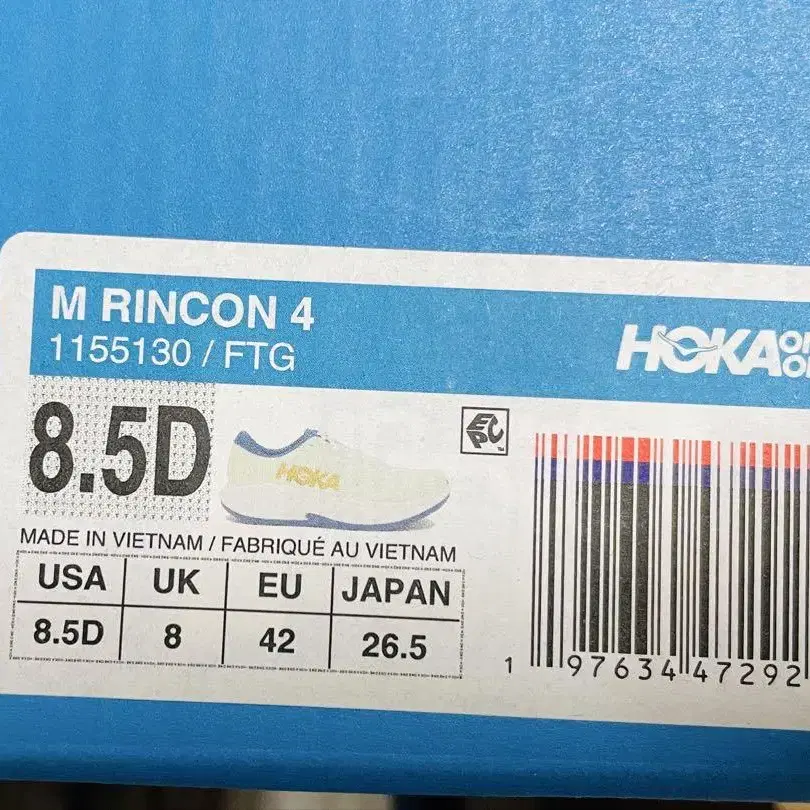 M RINCON 4
1155130 / FTG
HOKA
8.5D
HOKA
EPC
MADE IN VIETNAM / FABRIQUÉ AU VIETNAM
USA UK EU JAPAN
8.5D 8 42 26.5
1 97634 47292